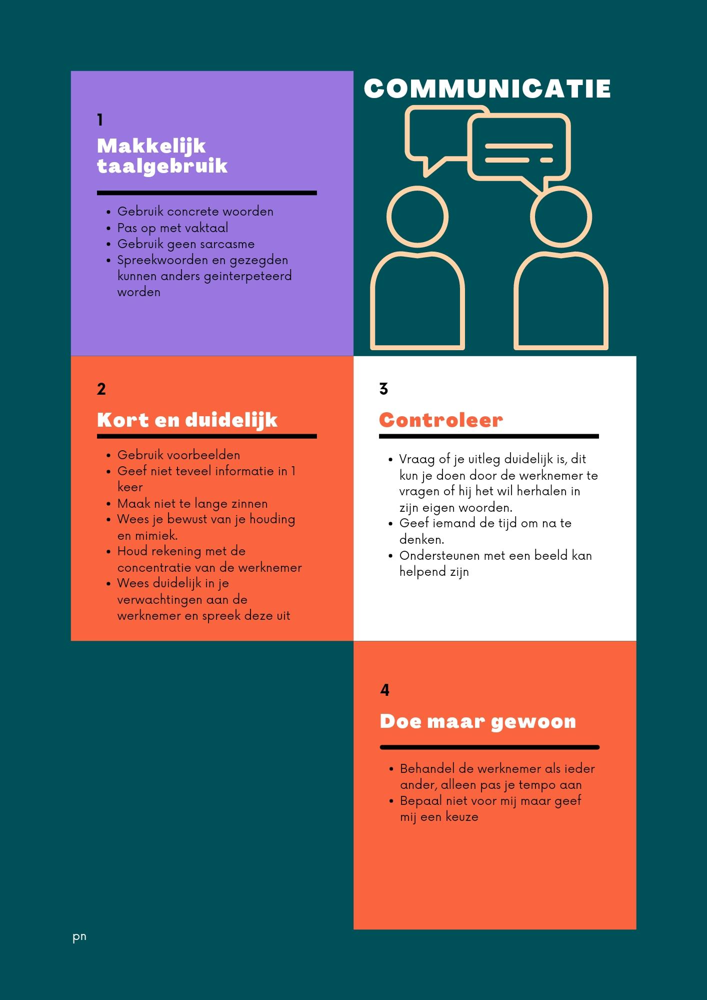 COMMUNICATIE
1
Makkelijk
taalgebruik
• Gebruik concrete woorden
• Pas op met vaktaal
• Gebruik geen sarcasme
• Spreekwoorden en gezegden
kunnen anders geinterpeteerd
worden
2
Kort en duidelijk
• Gebruik voorbeelden
• Geef niet teveel informatie in 1
keer
• Maak niet te lange zinnen
• Wees je bewust van je houding
en mimiek.
• Houd rekening met de
concentratie van de werknemer
• Wees duidelijk in je
verwachtingen aan de
werknemer en spreek deze uit
3
Controleer
• Vraag of je uitleg duidelijk is, dit
kun je doen door de werknemer te
vragen of hij het wil herhalen in
zijn eigen woorden.
• Geef iemand de tijd om na te
denken.
• Ondersteunen met een beeld kan
helpend zijn
4
Doe maar gewoon
• Behandel de werknemer als ieder
ander, alleen pas je tempo aan
• Bepaal niet voor mij maar geef
mij een keuze
pn